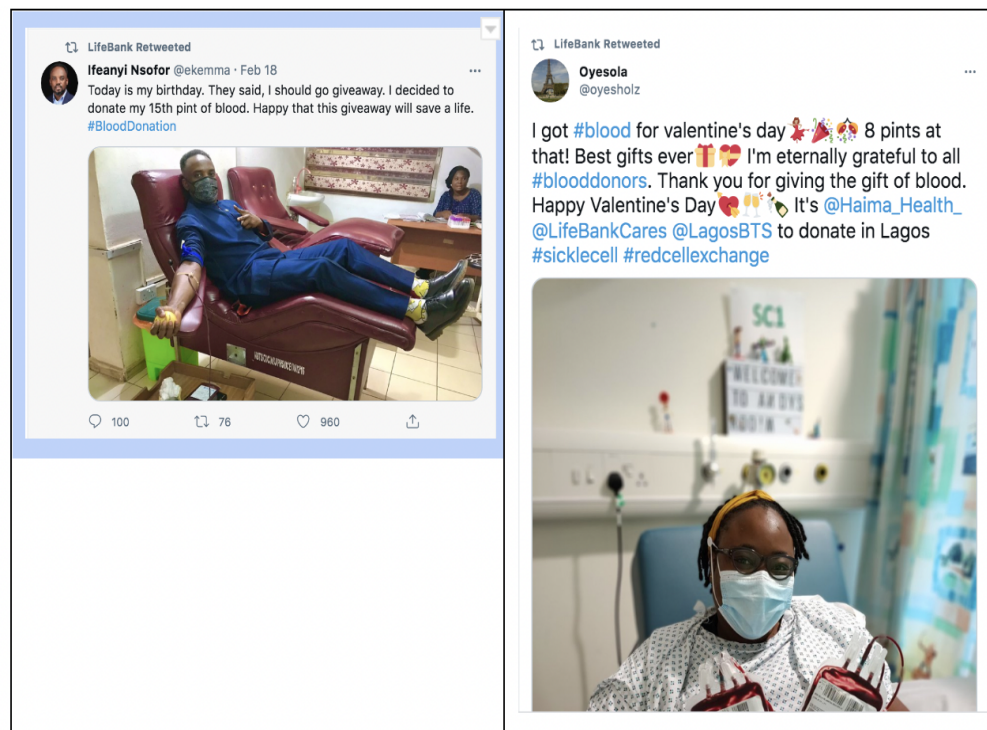 LifeBank Retweeted
Ifeanyi Nsofor @ekemma · Feb 18
Today is my birthday. They said, I should go giveaway. I decided to
donate my 15th pint of blood. Happy that this giveaway will save a life.
#BloodDonation
100 76 960
LifeBank Retweeted
Oyesola
@oyesholz
I got #blood for valentine's day💃🎉🎊 8 pints at
that! Best gifts ever🎁💝 I'm eternally grateful to all
#blooddonors. Thank you for giving the gift of blood.
Happy Valentine's Day💘🥂🍾 It's @Haima_Health_
@LifeBankCares @LagosBTS to donate in Lagos
#sicklecell #redcellexchange
SC1
WELCOME